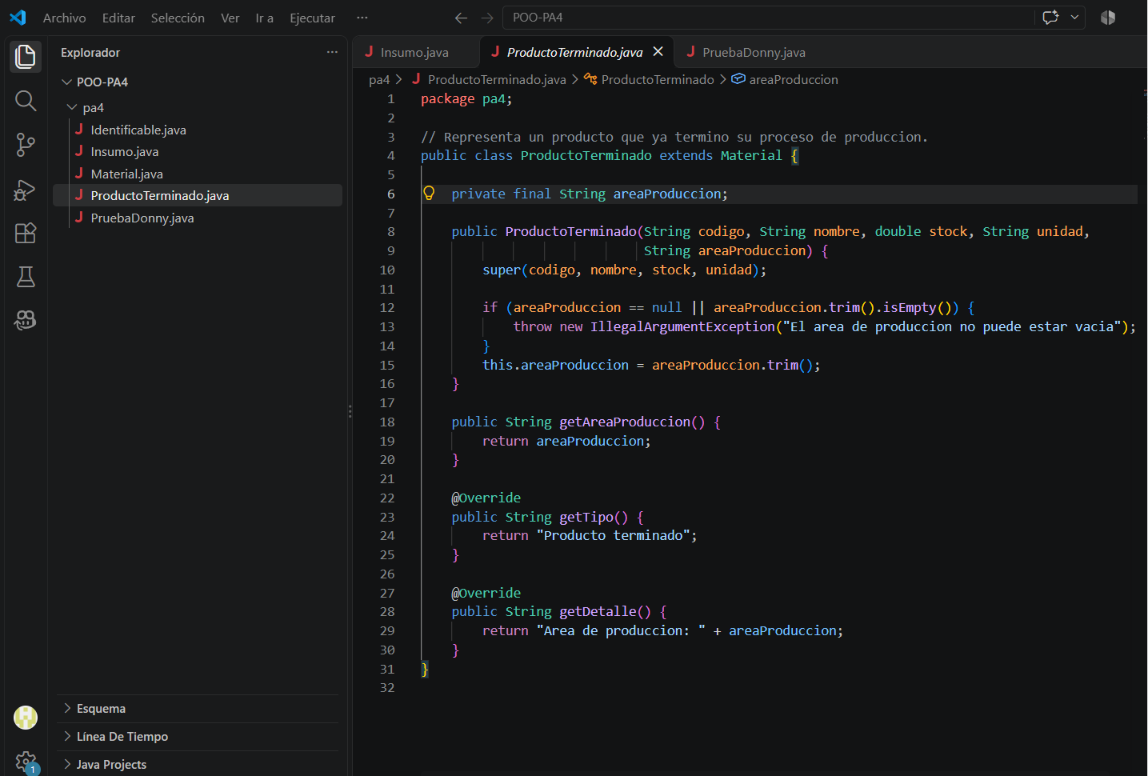 Archivo Editar Selección Ver Ir a Ejecutar ···
POO-PA4
Explorador ···
POO-PA4
pa4
J Identificable.java
J Insumo.java
J Material.java
J ProductoTerminado.java
J PruebaDonny.java
Esquema
Línea De Tiempo
Java Projects
1
J Insumo.java J ProductoTerminado.java × J PruebaDonny.java
pa4 > J ProductoTerminado.java > ProductoTerminado > areaProduccion
1 package pa4;
2
3 // Representa un producto que ya termino su proceso de produccion.
4 public class ProductoTerminado extends Material {
5
6 private final String areaProduccion;
7
8 public ProductoTerminado(String codigo, String nombre, double stock, String unidad,
9 String areaProduccion) {
10 super(codigo, nombre, stock, unidad);
11
12 if (areaProduccion == null || areaProduccion.trim().isEmpty()) {
13 throw new IllegalArgumentException("El area de produccion no puede estar vacia");
14 }
15 this.areaProduccion = areaProduccion.trim();
16 }
17
18 public String getAreaProduccion() {
19 return areaProduccion;
20 }
21
22 @Override
23 public String getTipo() {
24 return "Producto terminado";
25 }
26
27 @Override
28 public String getDetalle() {
29 return "Area de produccion: " + areaProduccion;
30 }
31 }
32